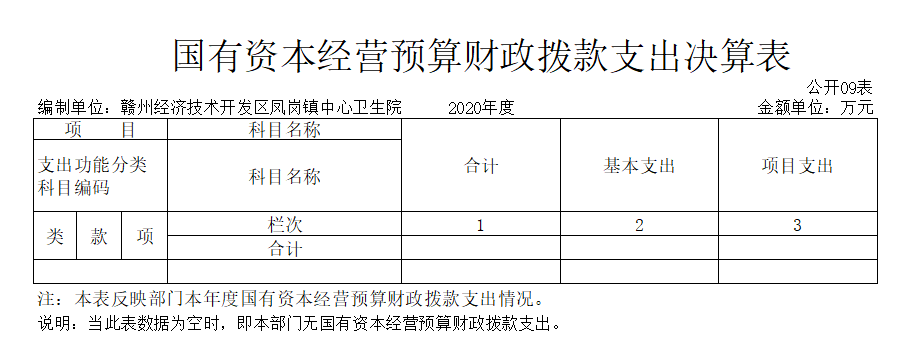 国有资本经营预算财政拨款支出决算表
公开09表
编制单位：赣州经济技术开发区凤岗镇中心卫生院 2020年度 金额单位：万元
项 目 科目名称
支出功能分类科目编码 科目名称 合计 基本支出 项目支出
类 款 项 栏次 1 2 3
合计
注：本表反映部门本年度国有资本经营预算财政拨款支出情况。
说明：当此表数据为空时，即本部门无国有资本经营预算财政拨款支出。